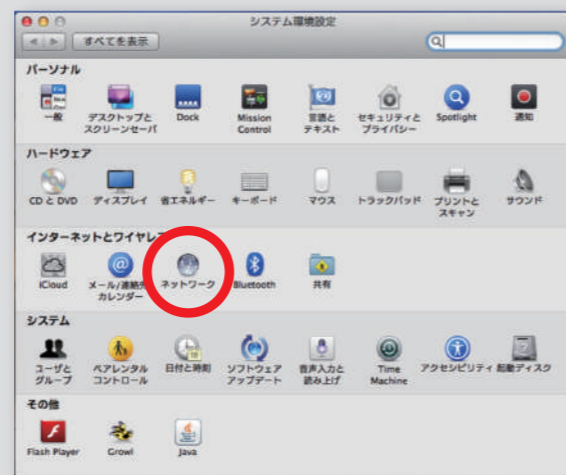 システム環境設定
すべてを表示
パーソナル
一般
デスクトップと
スクリーンセーバ
Dock
Mission
Control
言語と
テキスト
セキュリティと
プライバシー
Spotlight
通知
ハードウェア
CD と DVD
ディスプレイ
省エネルギー
キーボード
マウス
トラックパッド
プリントと
スキャン
サウンド
インターネットとワイヤレス
iCloud
メール/連絡先
カレンダー
ネットワーク
Bluetooth
共有
システム
ユーザと
グループ
ペアレンタル
コントロール
日付と時刻
ソフトウェア
アップデート
音声入力と
読み上げ
Time
Machine
アクセシビリティ
起動ディスク
その他
Flash Player
Growl
Java